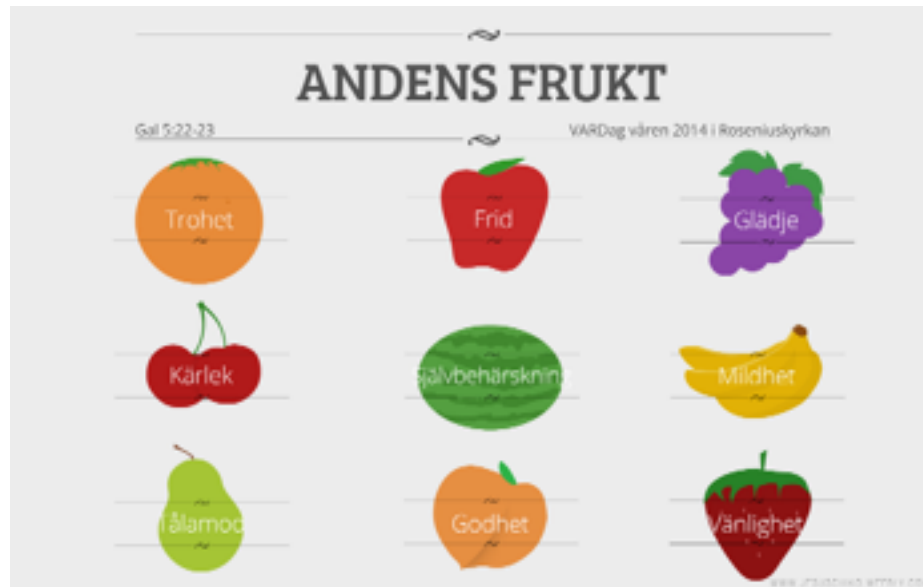 ANDENS FRUKT
Gal 5:22-23
VARDag våren 2014 i Roseniuskyrkan
Trohet
Frid
Glädje
Kärlek
Självbehärskning
Mildhet
Tålamod
Godhet
Vänlighet